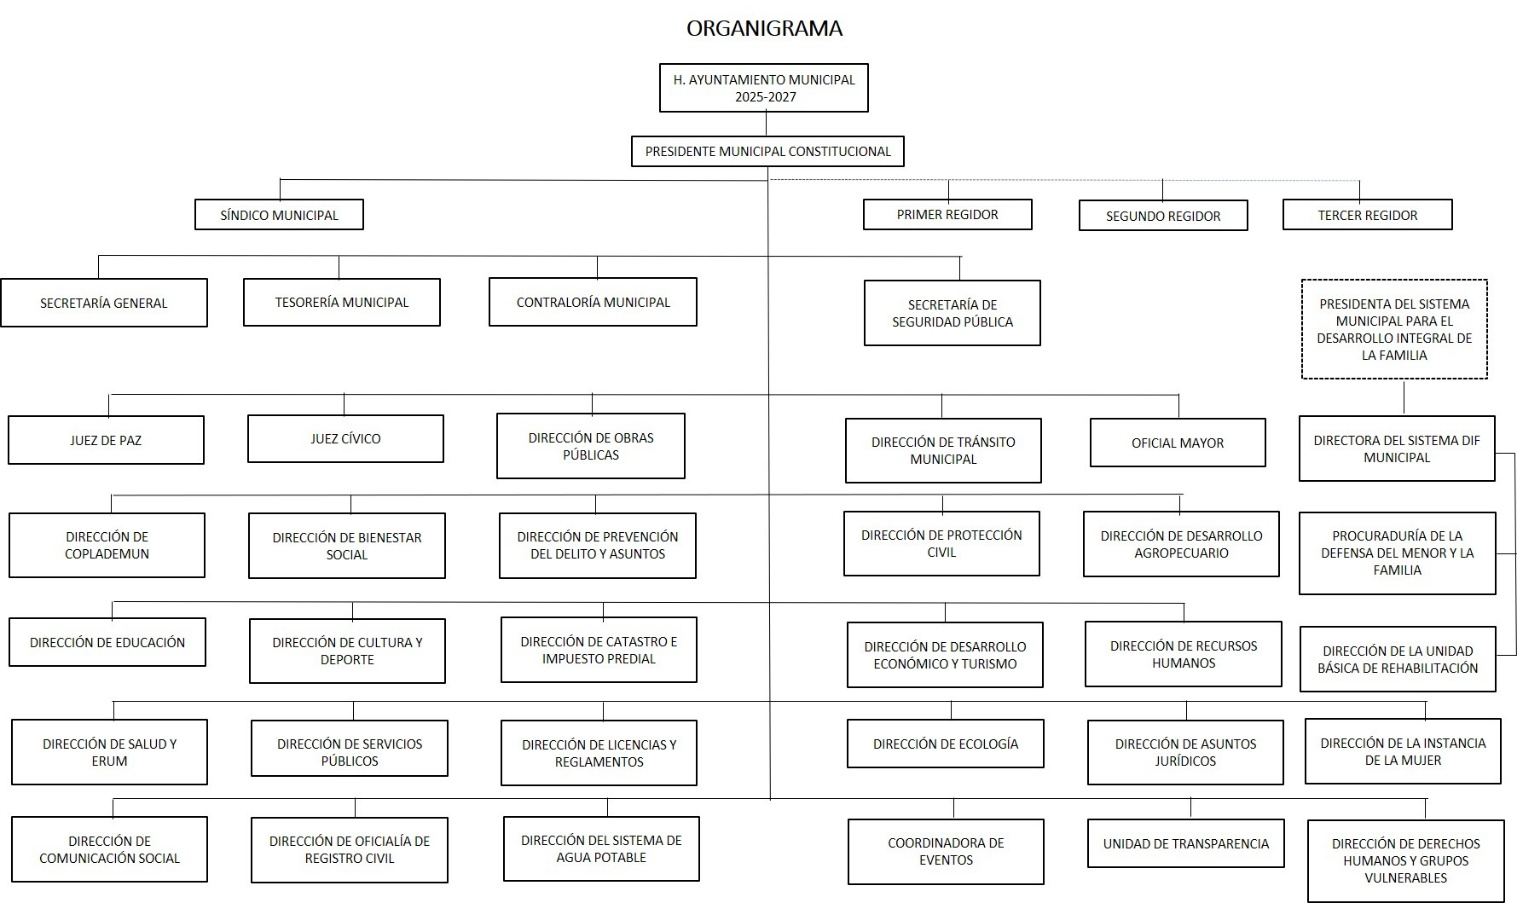 ORGANIGRAMA
H. AYUNTAMIENTO MUNICIPAL
2025-2027
PRESIDENTE MUNICIPAL CONSTITUCIONAL
SÍNDICO MUNICIPAL
PRIMER REGIDOR
SEGUNDO REGIDOR
TERCER REGIDOR
SECRETARÍA GENERAL
TESORERÍA MUNICIPAL
CONTRALORÍA MUNICIPAL
SECRETARÍA DE
SEGURIDAD PÚBLICA
PRESIDENTA DEL SISTEMA
MUNICIPAL PARA EL
DESARROLLO INTEGRAL DE
LA FAMILIA
JUEZ DE PAZ
JUEZ CÍVICO
DIRECCIÓN DE OBRAS
PÚBLICAS
DIRECCIÓN DE TRÁNSITO
MUNICIPAL
OFICIAL MAYOR
DIRECTORA DEL SISTEMA DIF
MUNICIPAL
DIRECCIÓN DE
COPLADEMUN
DIRECCIÓN DE BIENESTAR
SOCIAL
DIRECCIÓN DE PREVENCIÓN
DEL DELITO Y ASUNTOS
DIRECCIÓN DE PROTECCIÓN
CIVIL
DIRECCIÓN DE DESARROLLO
AGROPECUARIO
PROCURADURÍA DE LA
DEFENSA DEL MENOR Y LA
FAMILIA
DIRECCIÓN DE EDUCACIÓN
DIRECCIÓN DE CULTURA Y
DEPORTE
DIRECCIÓN DE CATASTRO E
IMPUESTO PREDIAL
DIRECCIÓN DE DESARROLLO
ECONÓMICO Y TURISMO
DIRECCIÓN DE RECURSOS
HUMANOS
DIRECCIÓN DE LA UNIDAD
BÁSICA DE REHABILITACIÓN
DIRECCIÓN DE SALUD Y
ERUM
DIRECCIÓN DE SERVICIOS
PÚBLICOS
DIRECCIÓN DE LICENCIAS Y
REGLAMENTOS
DIRECCIÓN DE ECOLOGÍA
DIRECCIÓN DE ASUNTOS
JURÍDICOS
DIRECCIÓN DE LA INSTANCIA
DE LA MUJER
DIRECCIÓN DE
COMUNICACIÓN SOCIAL
DIRECCIÓN DE OFICIALÍA DE
REGISTRO CIVIL
DIRECCIÓN DEL SISTEMA DE
AGUA POTABLE
COORDINADORA DE
EVENTOS
UNIDAD DE TRANSPARENCIA
DIRECCIÓN DE DERECHOS
HUMANOS Y GRUPOS
VULNERABLES